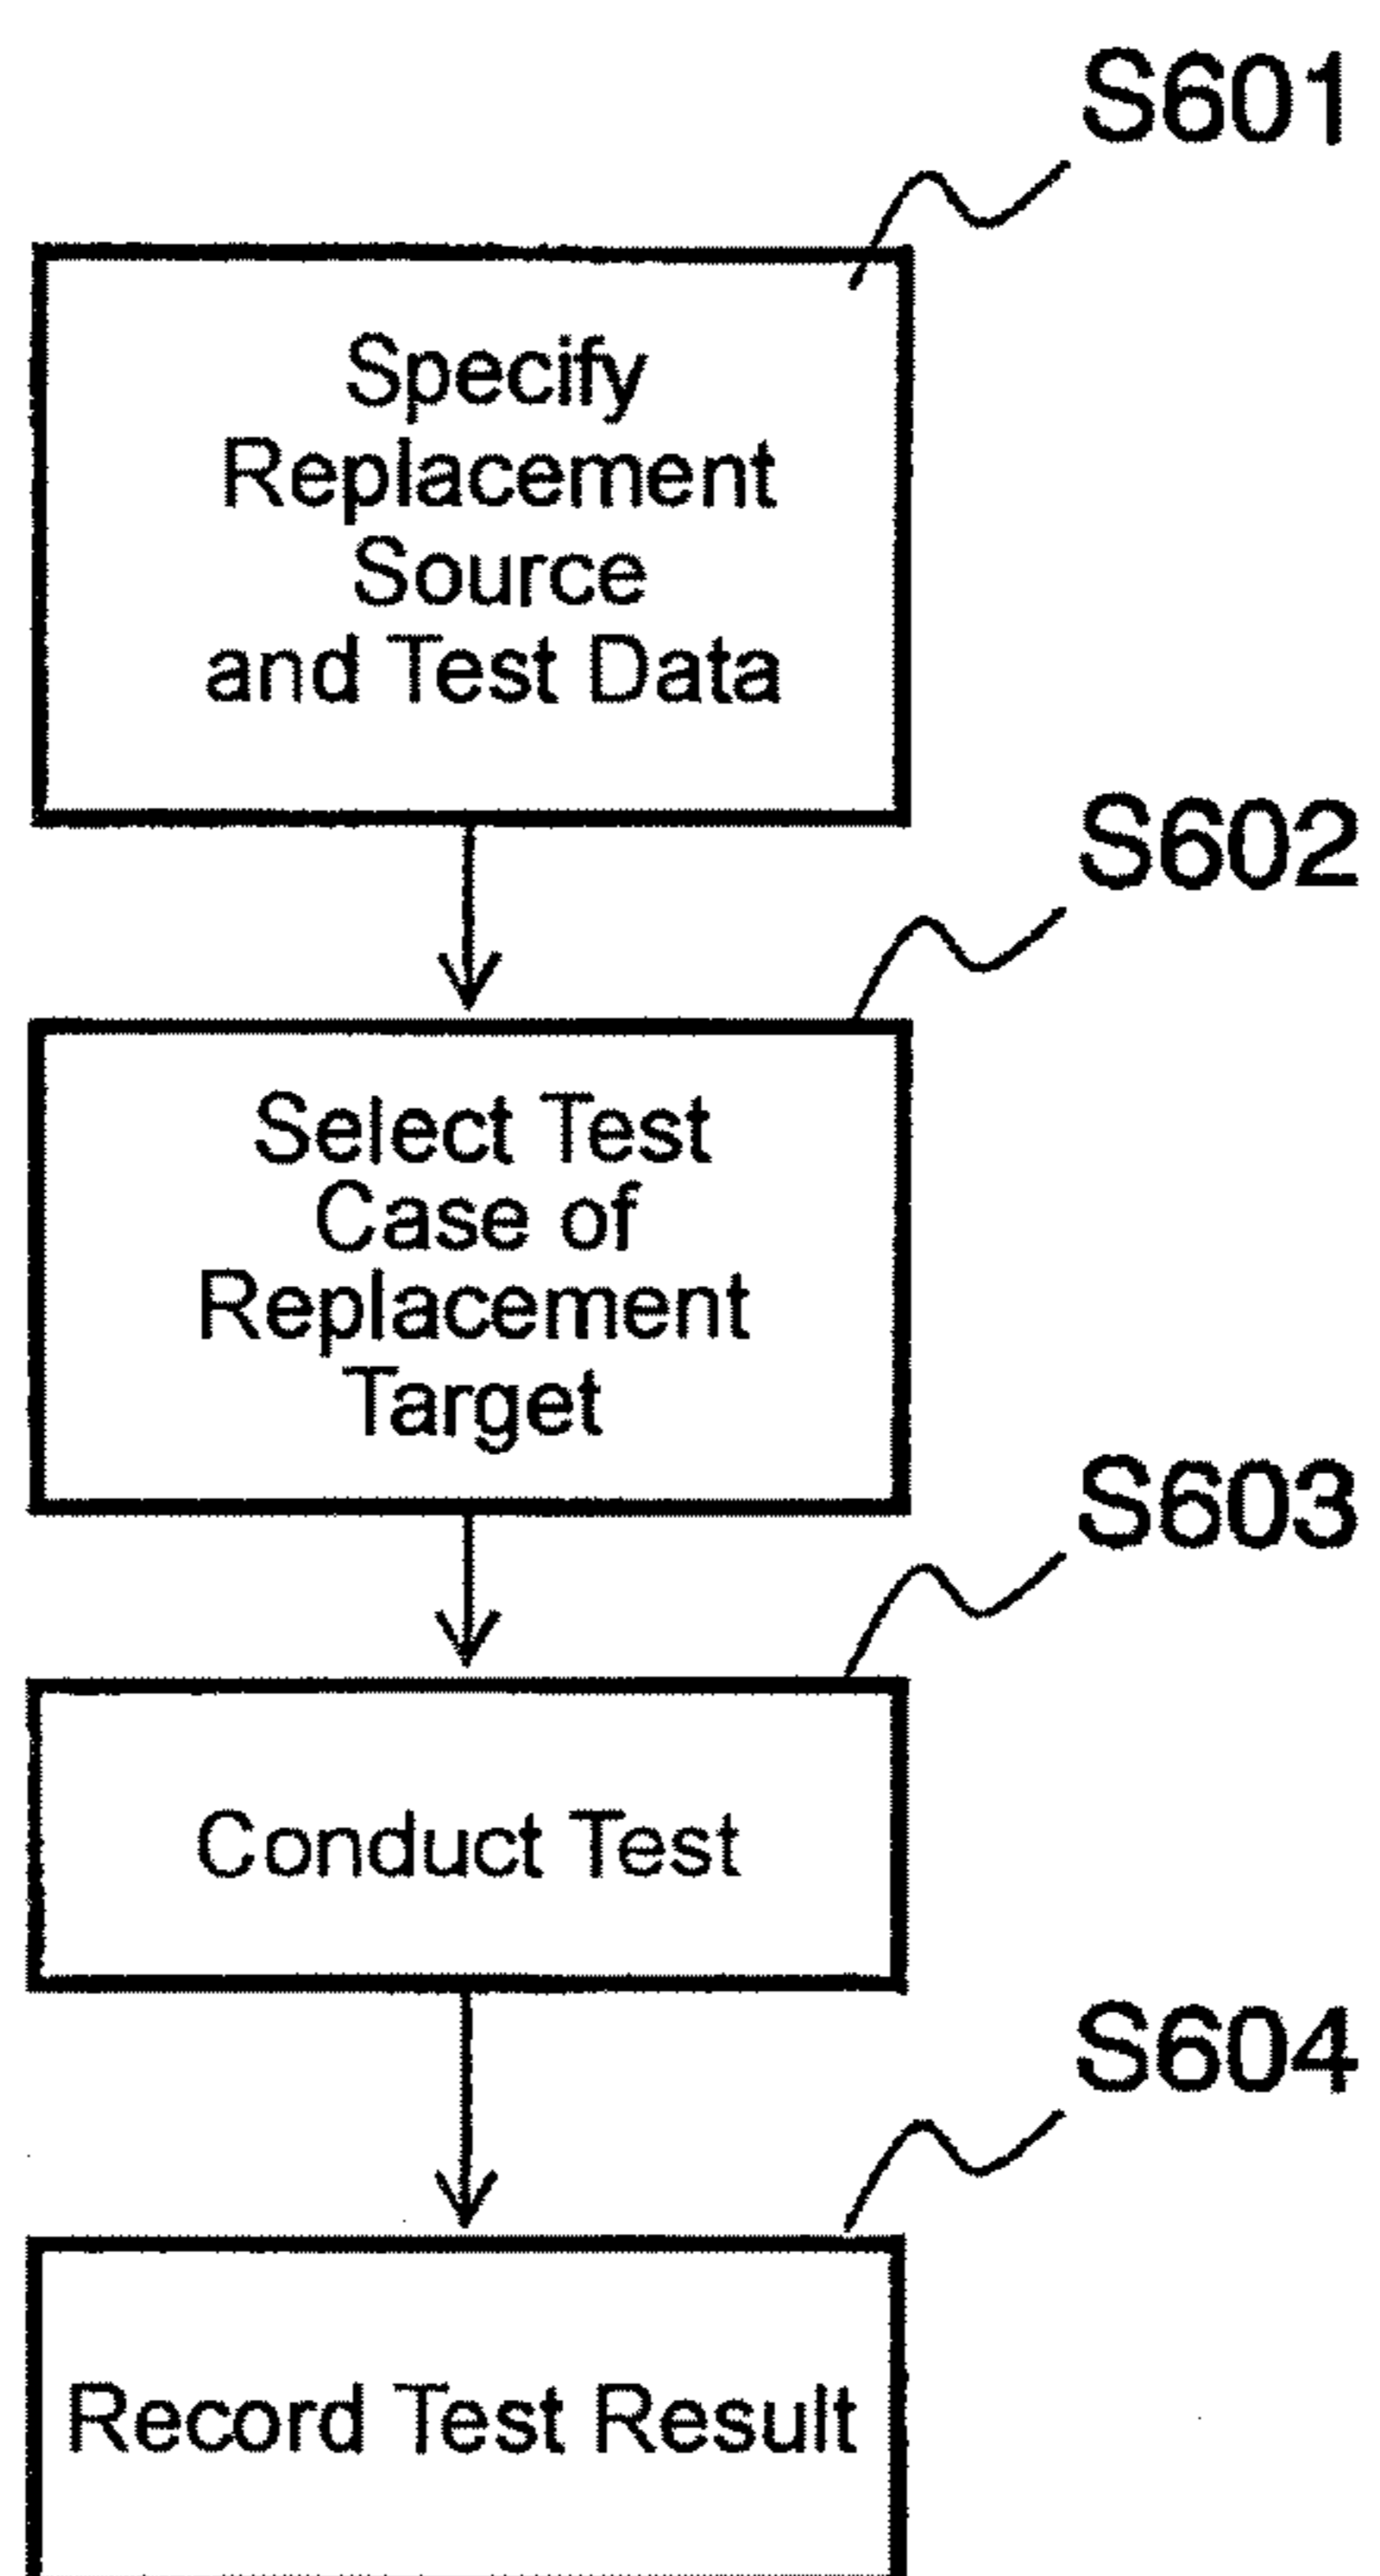 S601
Specify
Replacement
Source
and Test Data
S602
Select Test
Case of
Replacement
Target
S603
Conduct Test
S604
Record Test Result